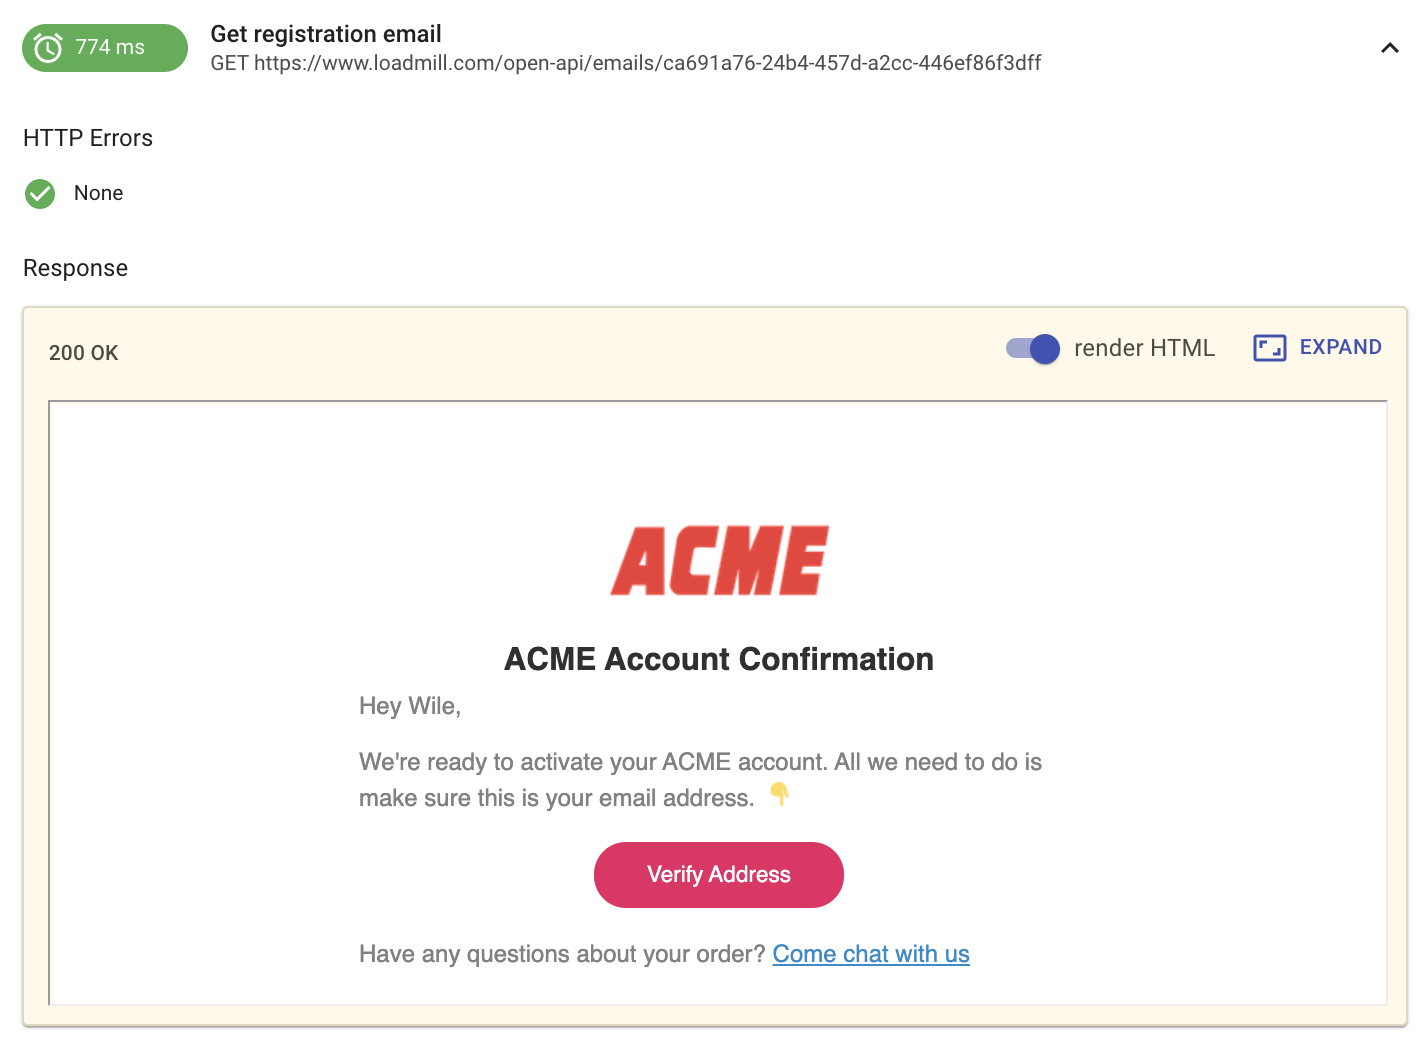 774 ms
Get registration email
GET https://www.loadmill.com/open-api/emails/ca691a76-24b4-457d-a2cc-446ef86f3dff
HTTP Errors
None
Response
200 OK
render HTML
EXPAND
ACME
ACME Account Confirmation
Hey Wile,
We're ready to activate your ACME account. All we need to do is
make sure this is your email address. 👇
Verify Address
Have any questions about your order? Come chat with us